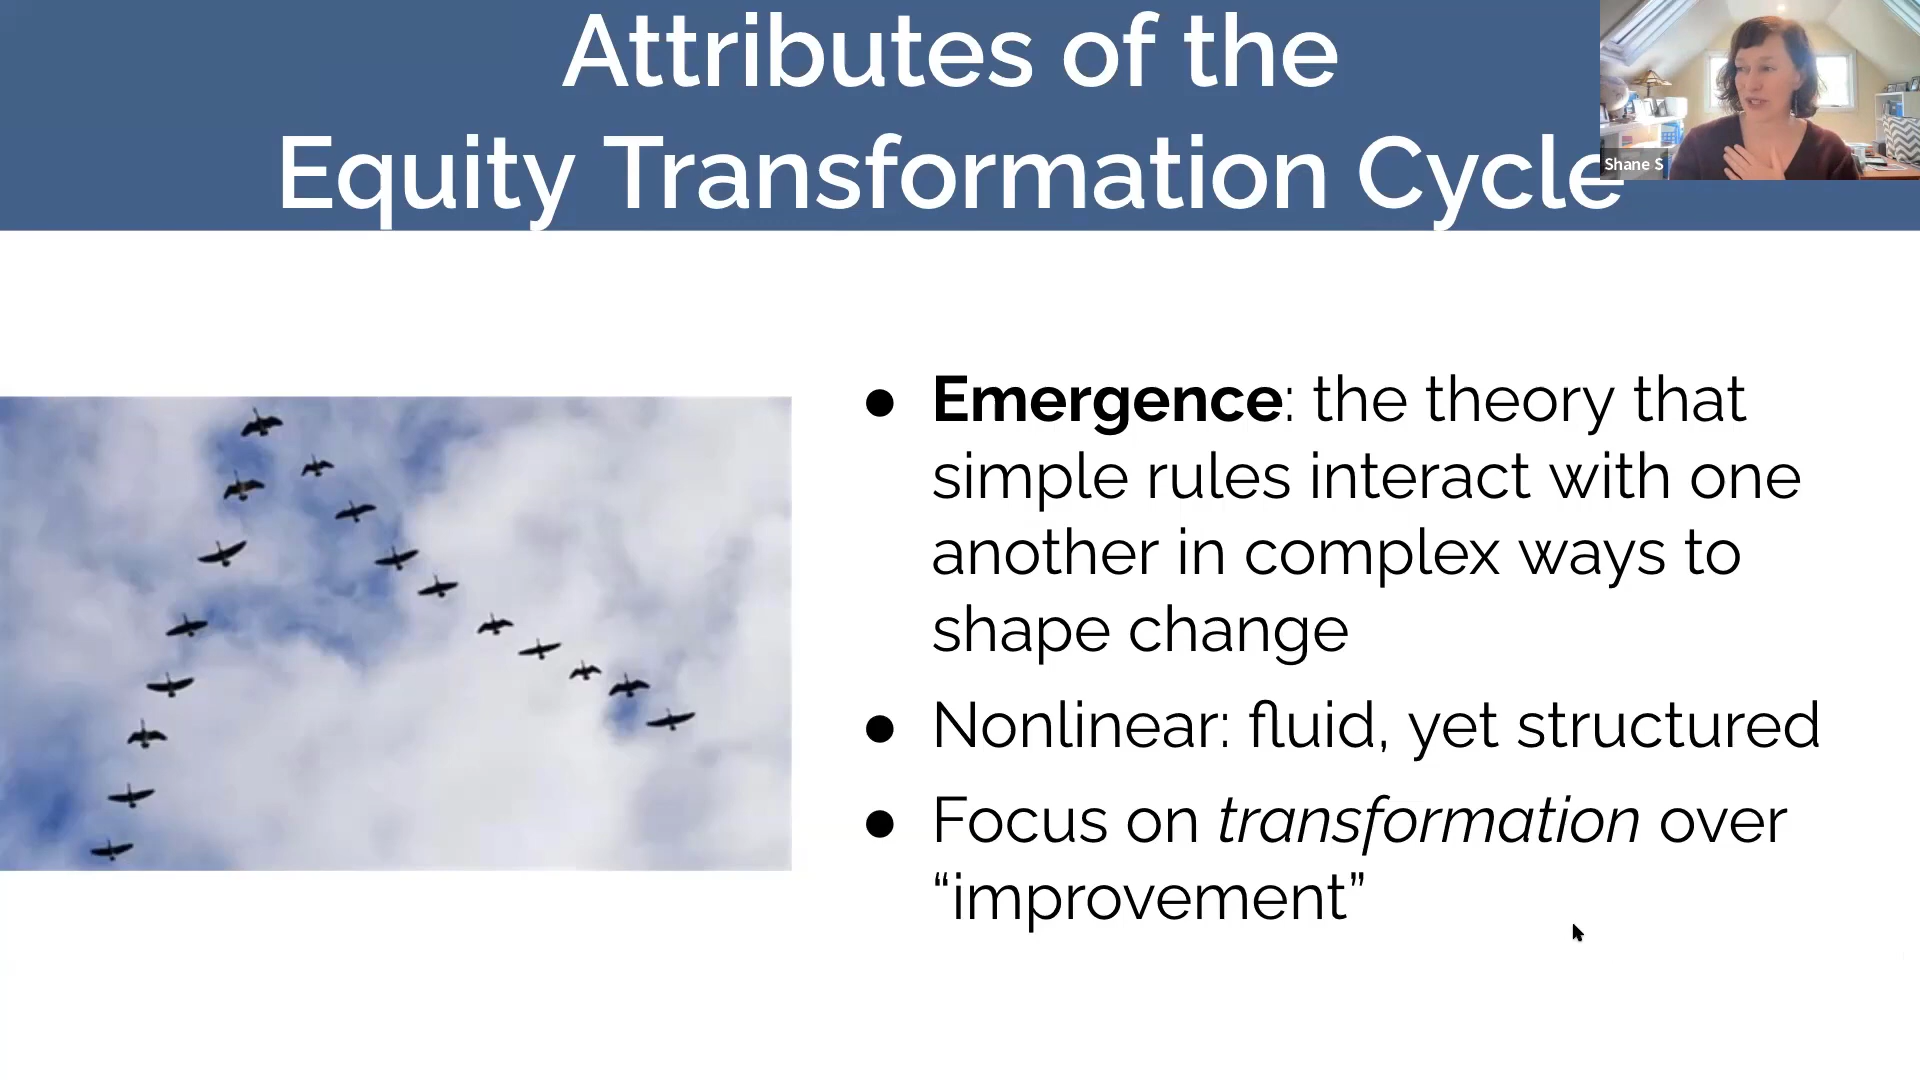 Attributes of the
Equity Transformation Cycle
Shane S
● Emergence: the theory that
simple rules interact with one
another in complex ways to
shape change
● Nonlinear: fluid, yet structured
● Focus on transformation over
“improvement”